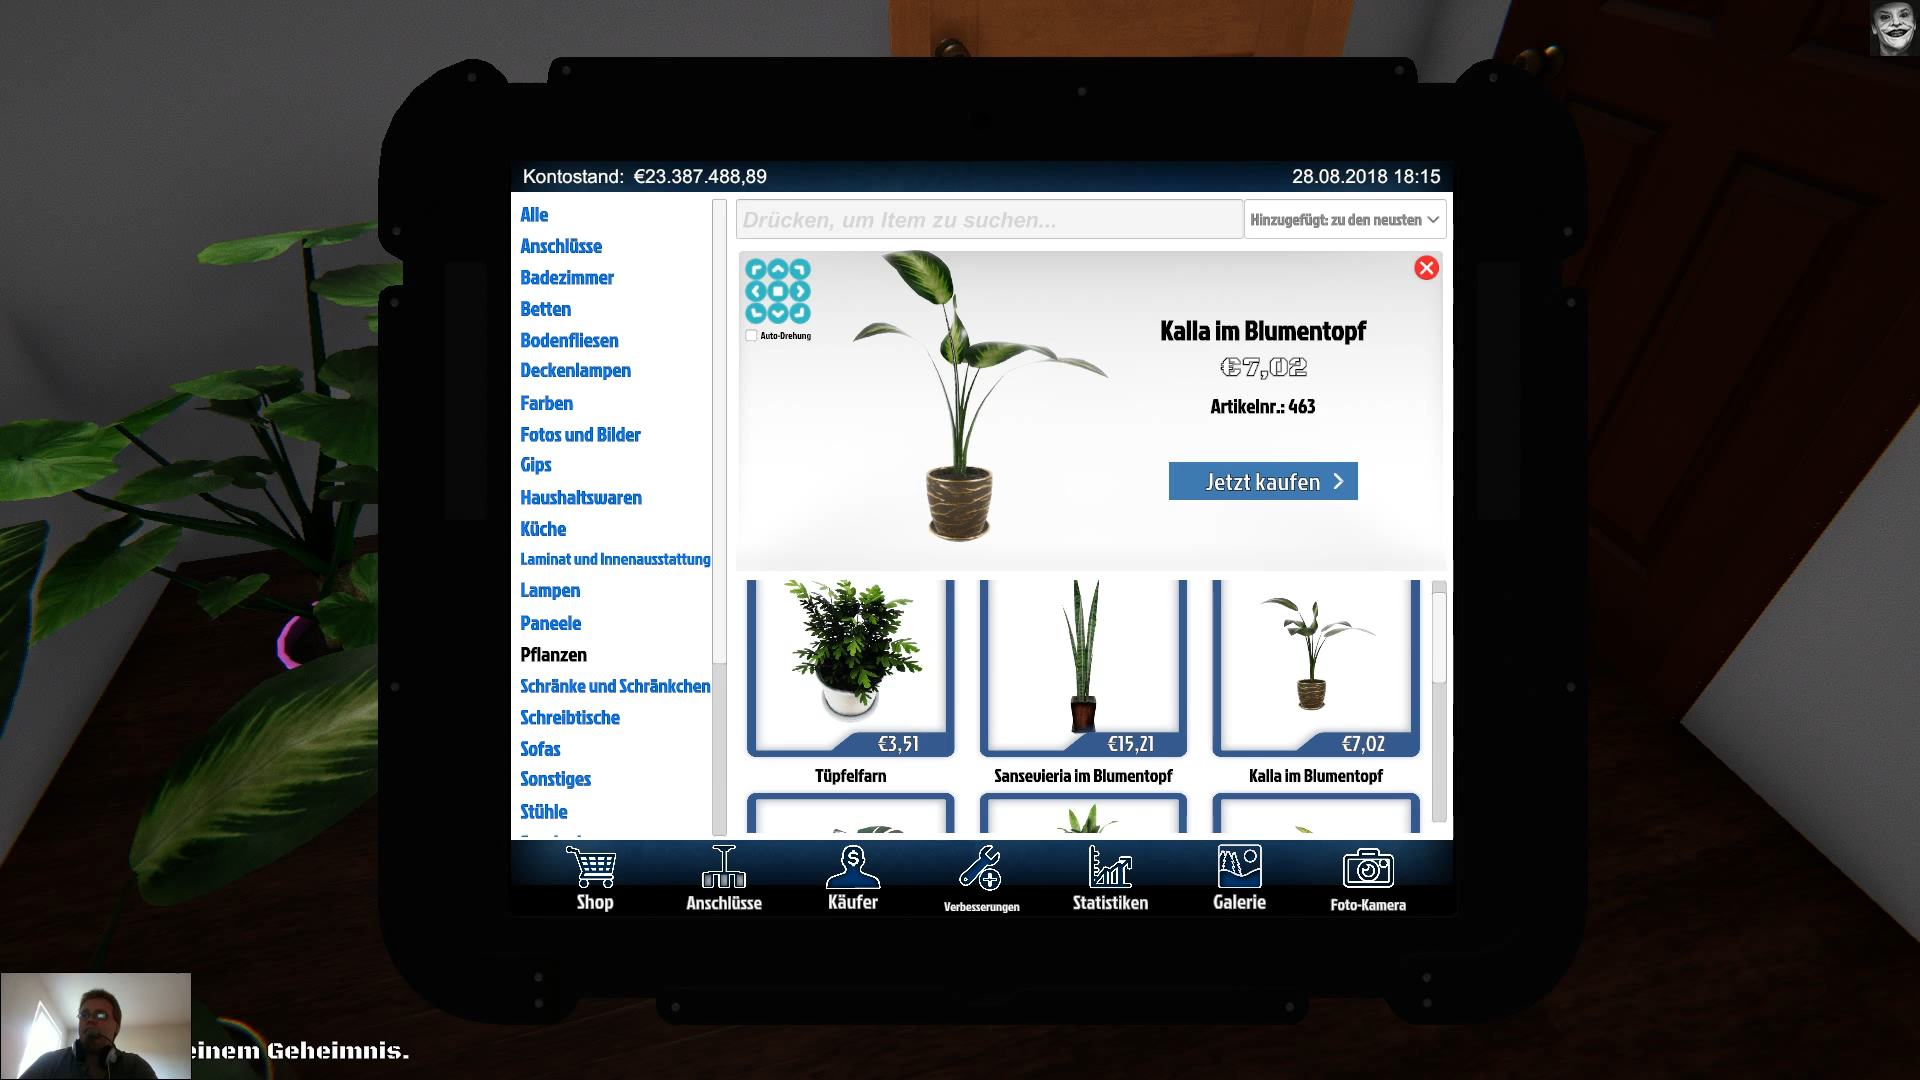 Kontostand: €23.387.488,89
28.08.2018 18:15
Alle
Anschlüsse
Badezimmer
Betten
Bodenfliesen
Deckenlampen
Farben
Fotos und Bilder
Gips
Haushaltswaren
Küche
Laminat und Innenausstattung
Lampen
Paneele
Pflanzen
Schränke und Schränkchen
Schreibtische
Sofas
Sonstiges
Stühle
Drücken, um Item zu suchen...
Hinzugefügt: zu den neusten
Auto-Drehung
Kalla im Blumentopf
€7,02
Artikelnr.: 463
Jetzt kaufen
€3,51
€15,21
€7,02
Tüpfelfarn
Sansevieria im Blumentopf
Kalla im Blumentopf
Shop
Anschlüsse
Käufer
Verbesserungen
Statistiken
Galerie
Foto-Kamera
einem Geheimnis.